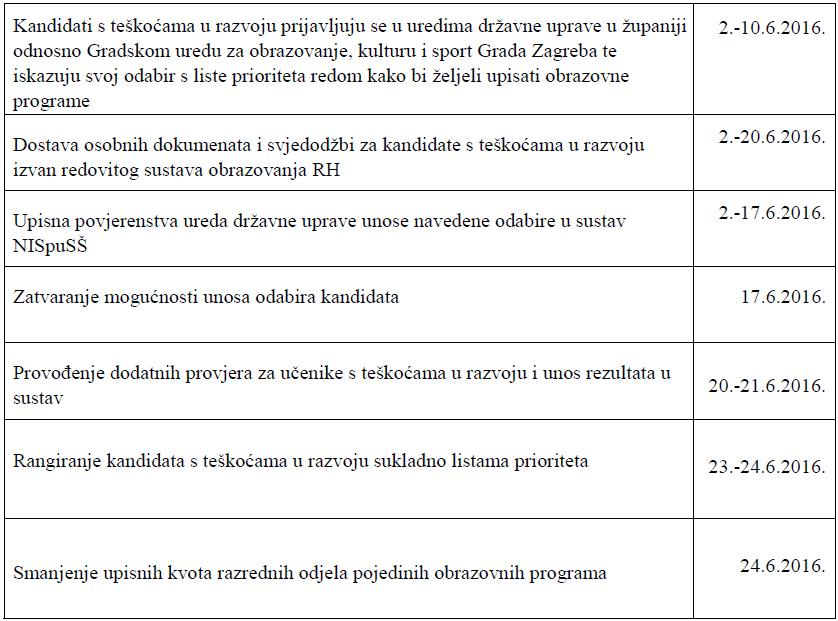 Kandidati s teškoćama u razvoju prijavljuju se u uredima državne uprave u županiji
odnosno Gradskom uredu za obrazovanje, kulturu i sport Grada Zagreba te
iskazuju svoj odabir s liste prioriteta redom kako bi željeli upisati obrazovne
programe
2.-10.6.2016.
Dostava osobnih dokumenata i svjedodžbi za kandidate s teškoćama u razvoju
izvan redovitog sustava obrazovanja RH
2.-20.6.2016.
Upisna povjerenstva ureda državne uprave unose navedene odabire u sustav
NISpuSŠ
2.-17.6.2016.
Zatvaranje mogućnosti unosa odabira kandidata
17.6.2016.
Provođenje dodatnih provjera za učenike s teškoćama u razvoju i unos rezultata u
sustav
20.-21.6.2016.
Rangiranje kandidata s teškoćama u razvoju sukladno listama prioriteta
23.-24.6.2016.
Smanjenje upisnih kvota razrednih odjela pojedinih obrazovnih programa
24.6.2016.